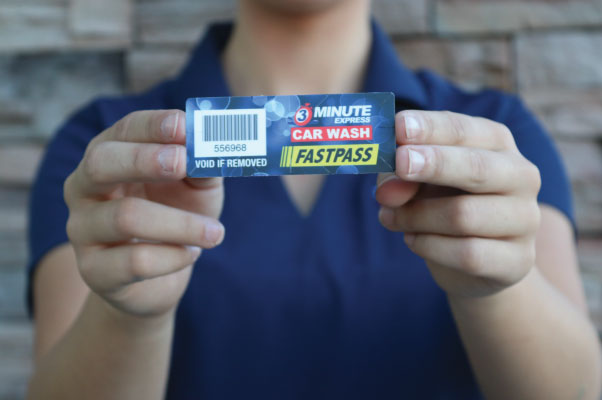 556968
VOID IF REMOVED
3 MINUTE
EXPRESS
CAR WASH
FASTPASS